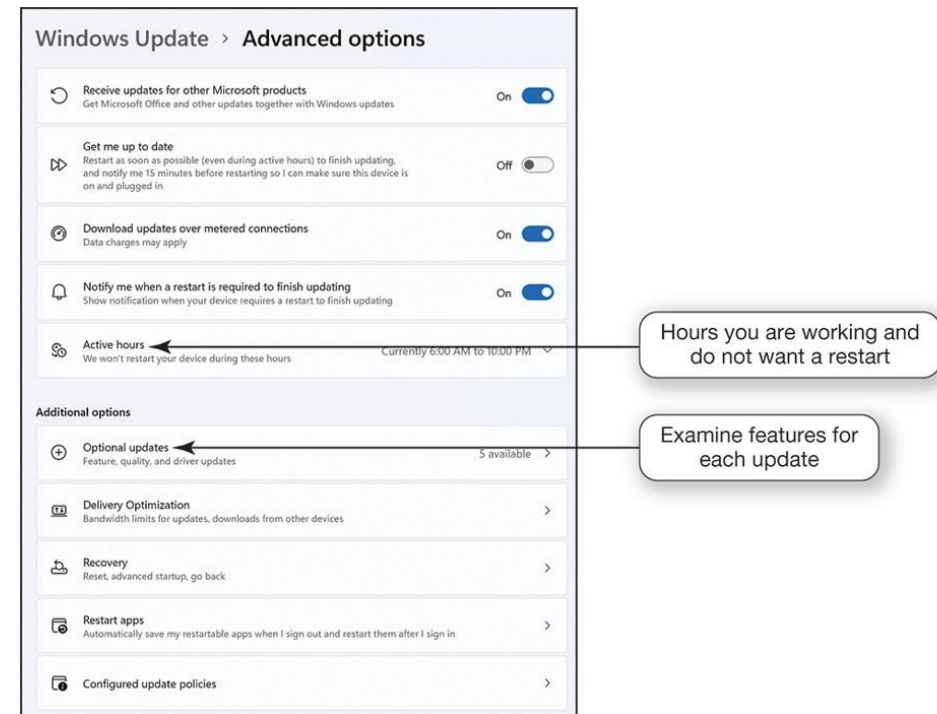 Windows Update > Advanced options
Receive updates for other Microsoft products
Get Microsoft Office and other updates together with Windows updates
On
Get me up to date
Restart as soon as possible (even during active hours) to finish updating,
and notify me 15 minutes before restarting so I can make sure this device is
on and plugged in
Off
Download updates over metered connections
Data charges may apply
On
Notify me when a restart is required to finish updating
Show notification when your device requires a restart to finish updating
On
Active hours
We won't restart your device during these hours
Currently 6:00 AM to 10:00 PM
Hours you are working and
do not want a restart
Additional options
Optional updates
Feature, quality, and driver updates
5 available >
Examine features for
each update
Delivery Optimization
Bandwidth limits for updates, downloads from other devices
>
Recovery
Reset, advanced startup, go back
>
Restart apps
Automatically save my restartable apps when I sign out and restart them after I sign in
>
Configured update policies
>